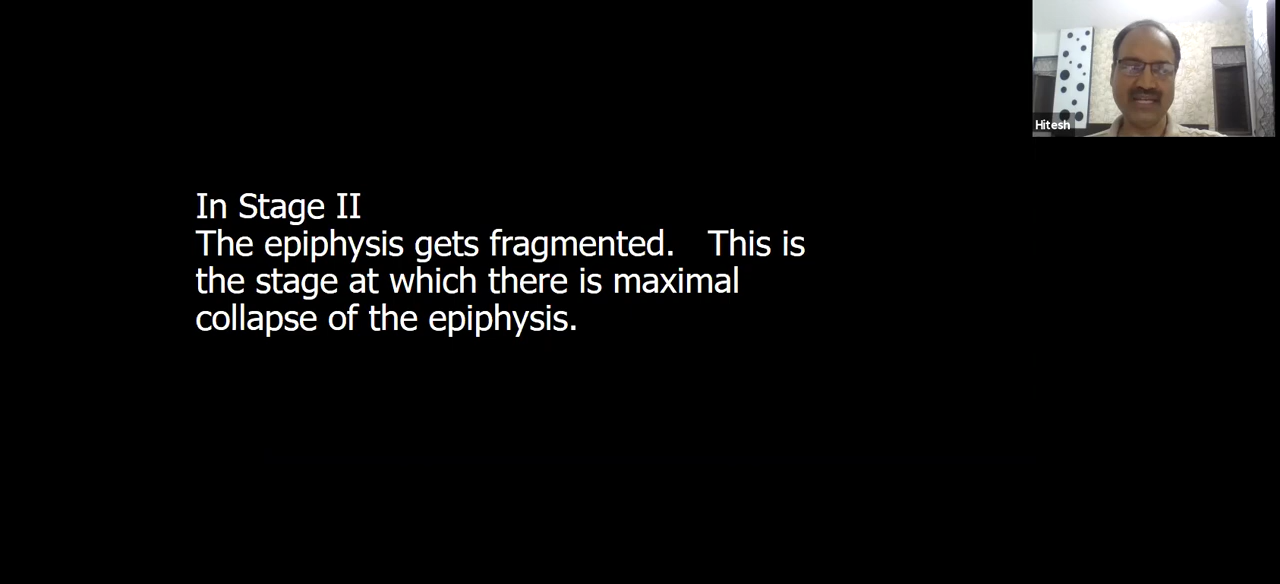 Hitesh
In Stage II
The epiphysis gets fragmented.   This is
the stage at which there is maximal
collapse of the epiphysis.